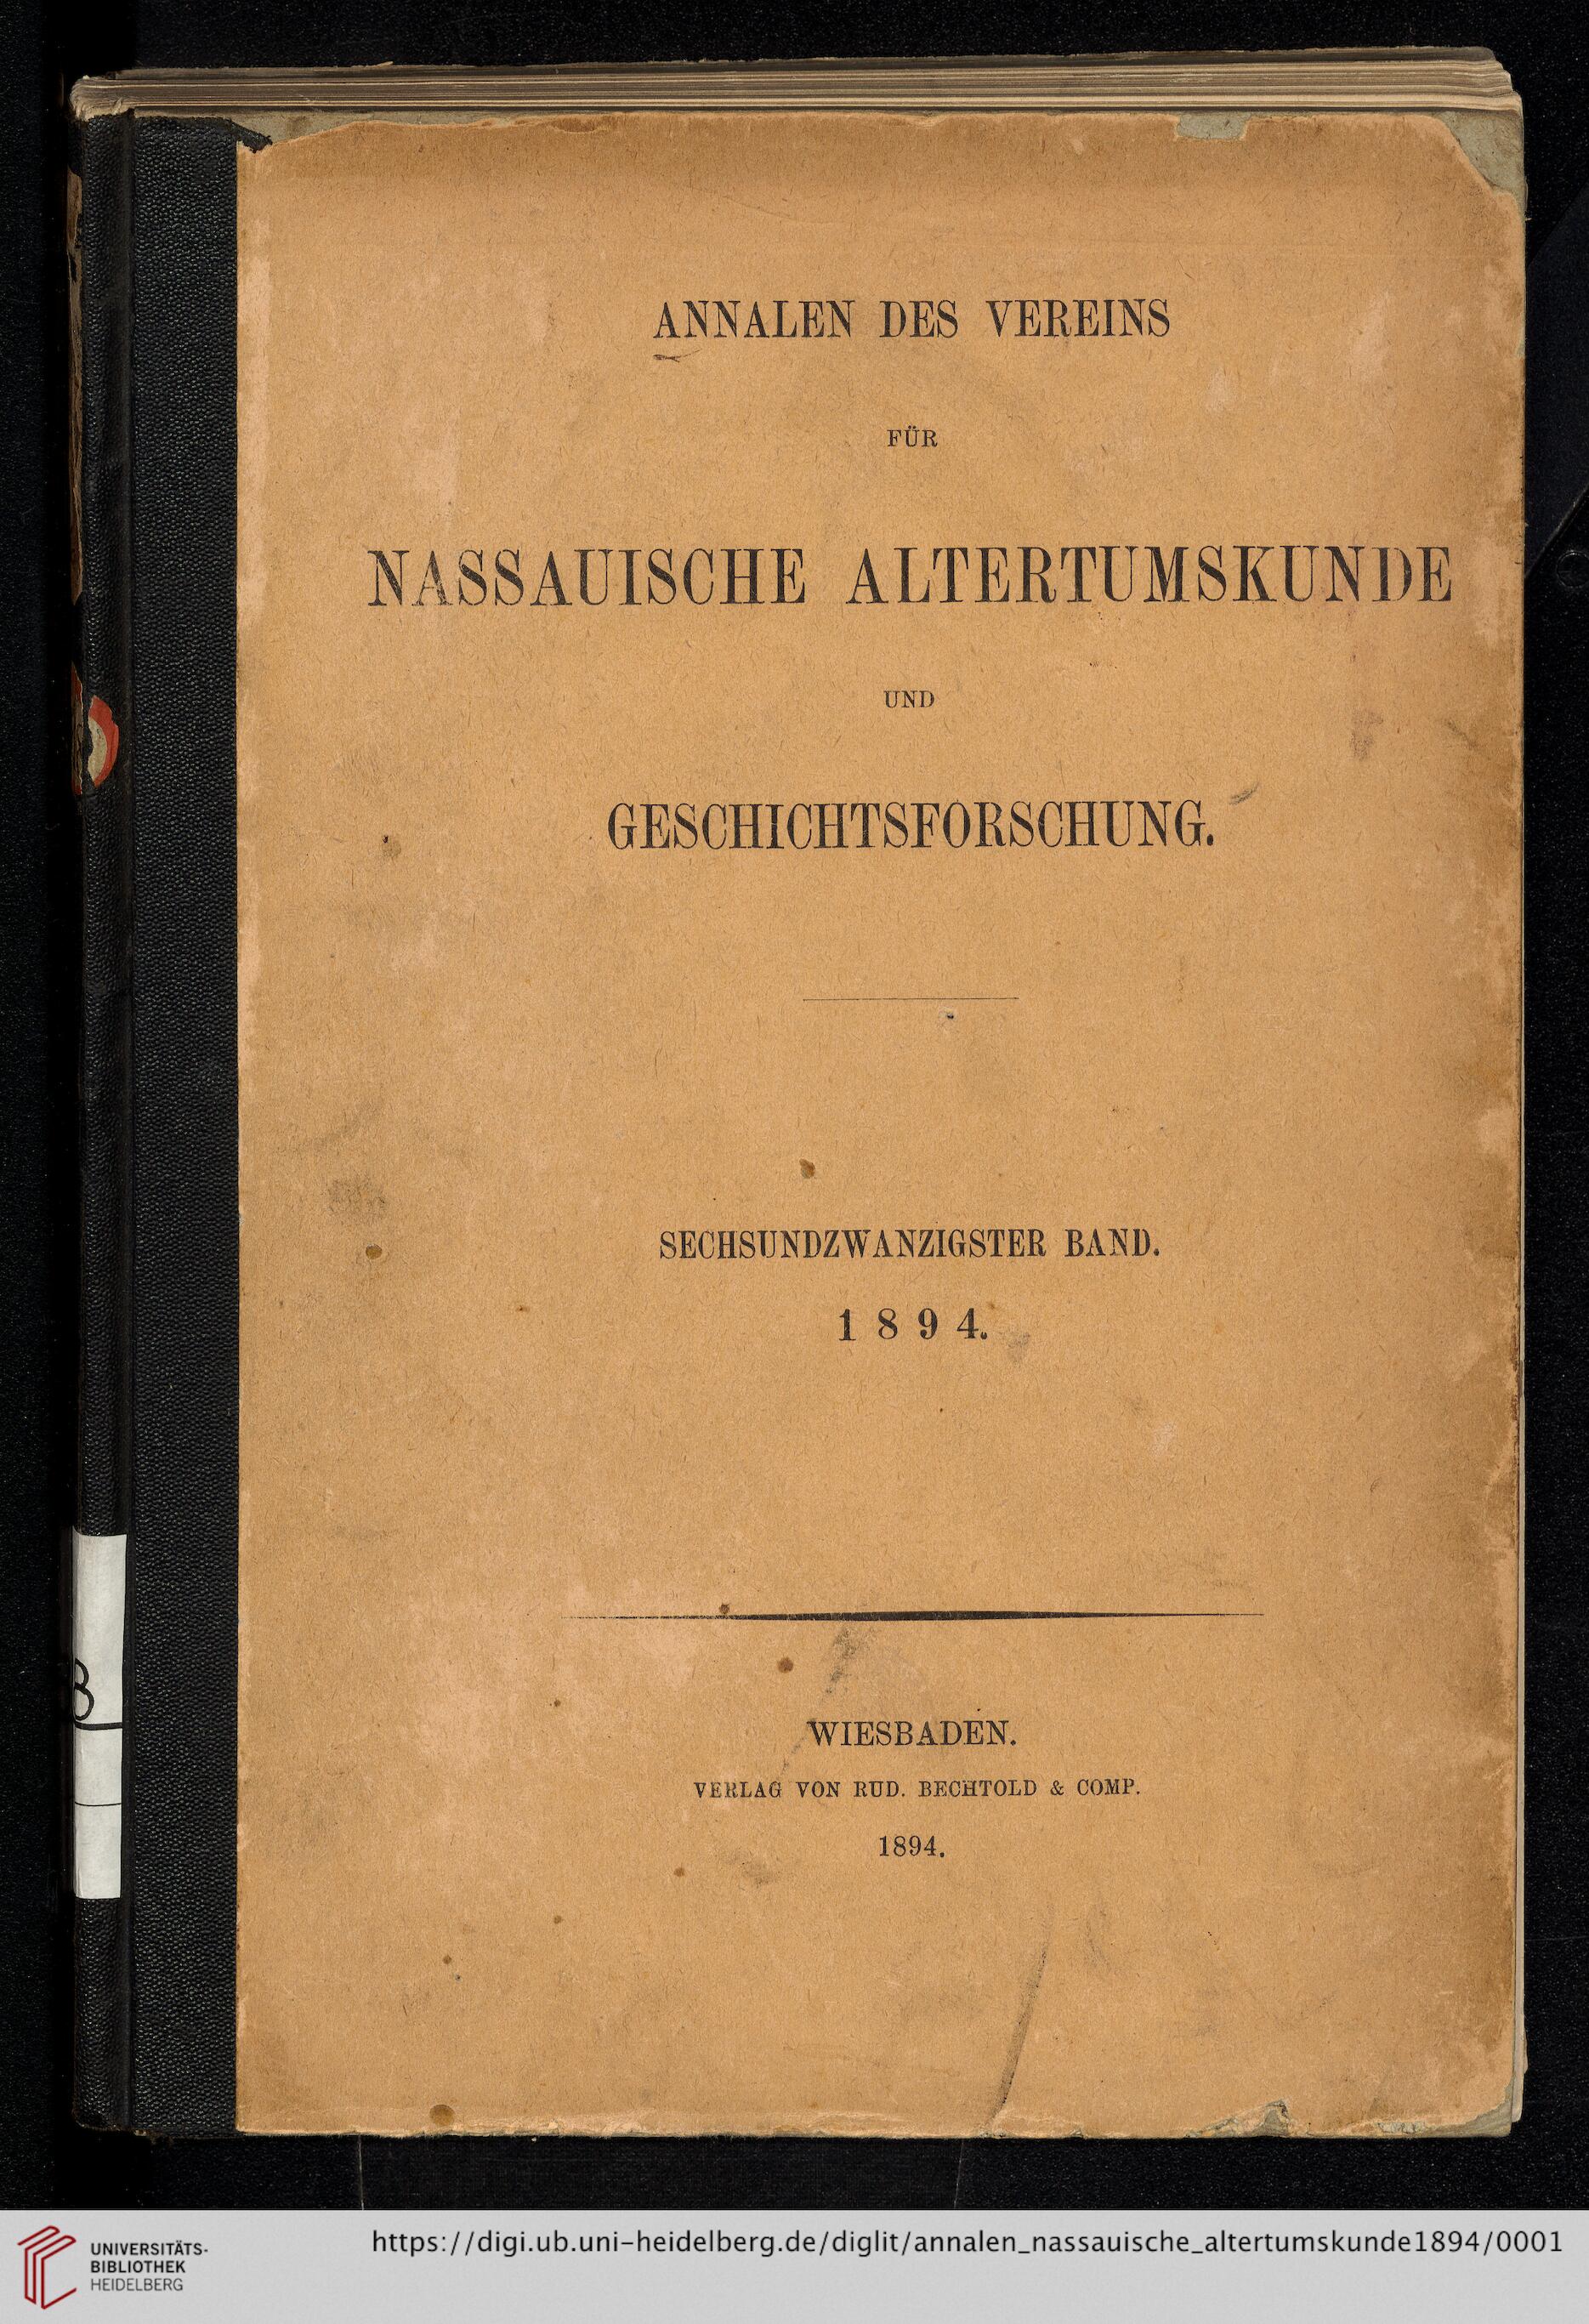 ANNALEN DES VEREINS
FÜR
NASSAUISCHE ALTERTUMSKUNDE
UND
GESCHICHTSFORSCHUNG.
SECHSUNDZWANZIGSTER BAND.
1894.
WIESBADEN.
VERLAG VON RUD. BECHTOLD & COMP.
1894.
UNIVERSITÄTS-
BIBLIOTHEK
HEIDELBERG
https://digi.ub.uni-heidelberg.de/diglit/annalen_nassauische_altertumskunde1894/0001